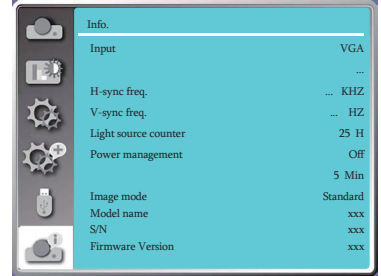 Info.
Input VGA
...
H-sync freq. ... KHZ
V-sync freq. ... HZ
Light source counter 25 H
Power management Off
5 Min
Image mode Standard
Model name xxx
S/N xxx
Firmware Version xxx